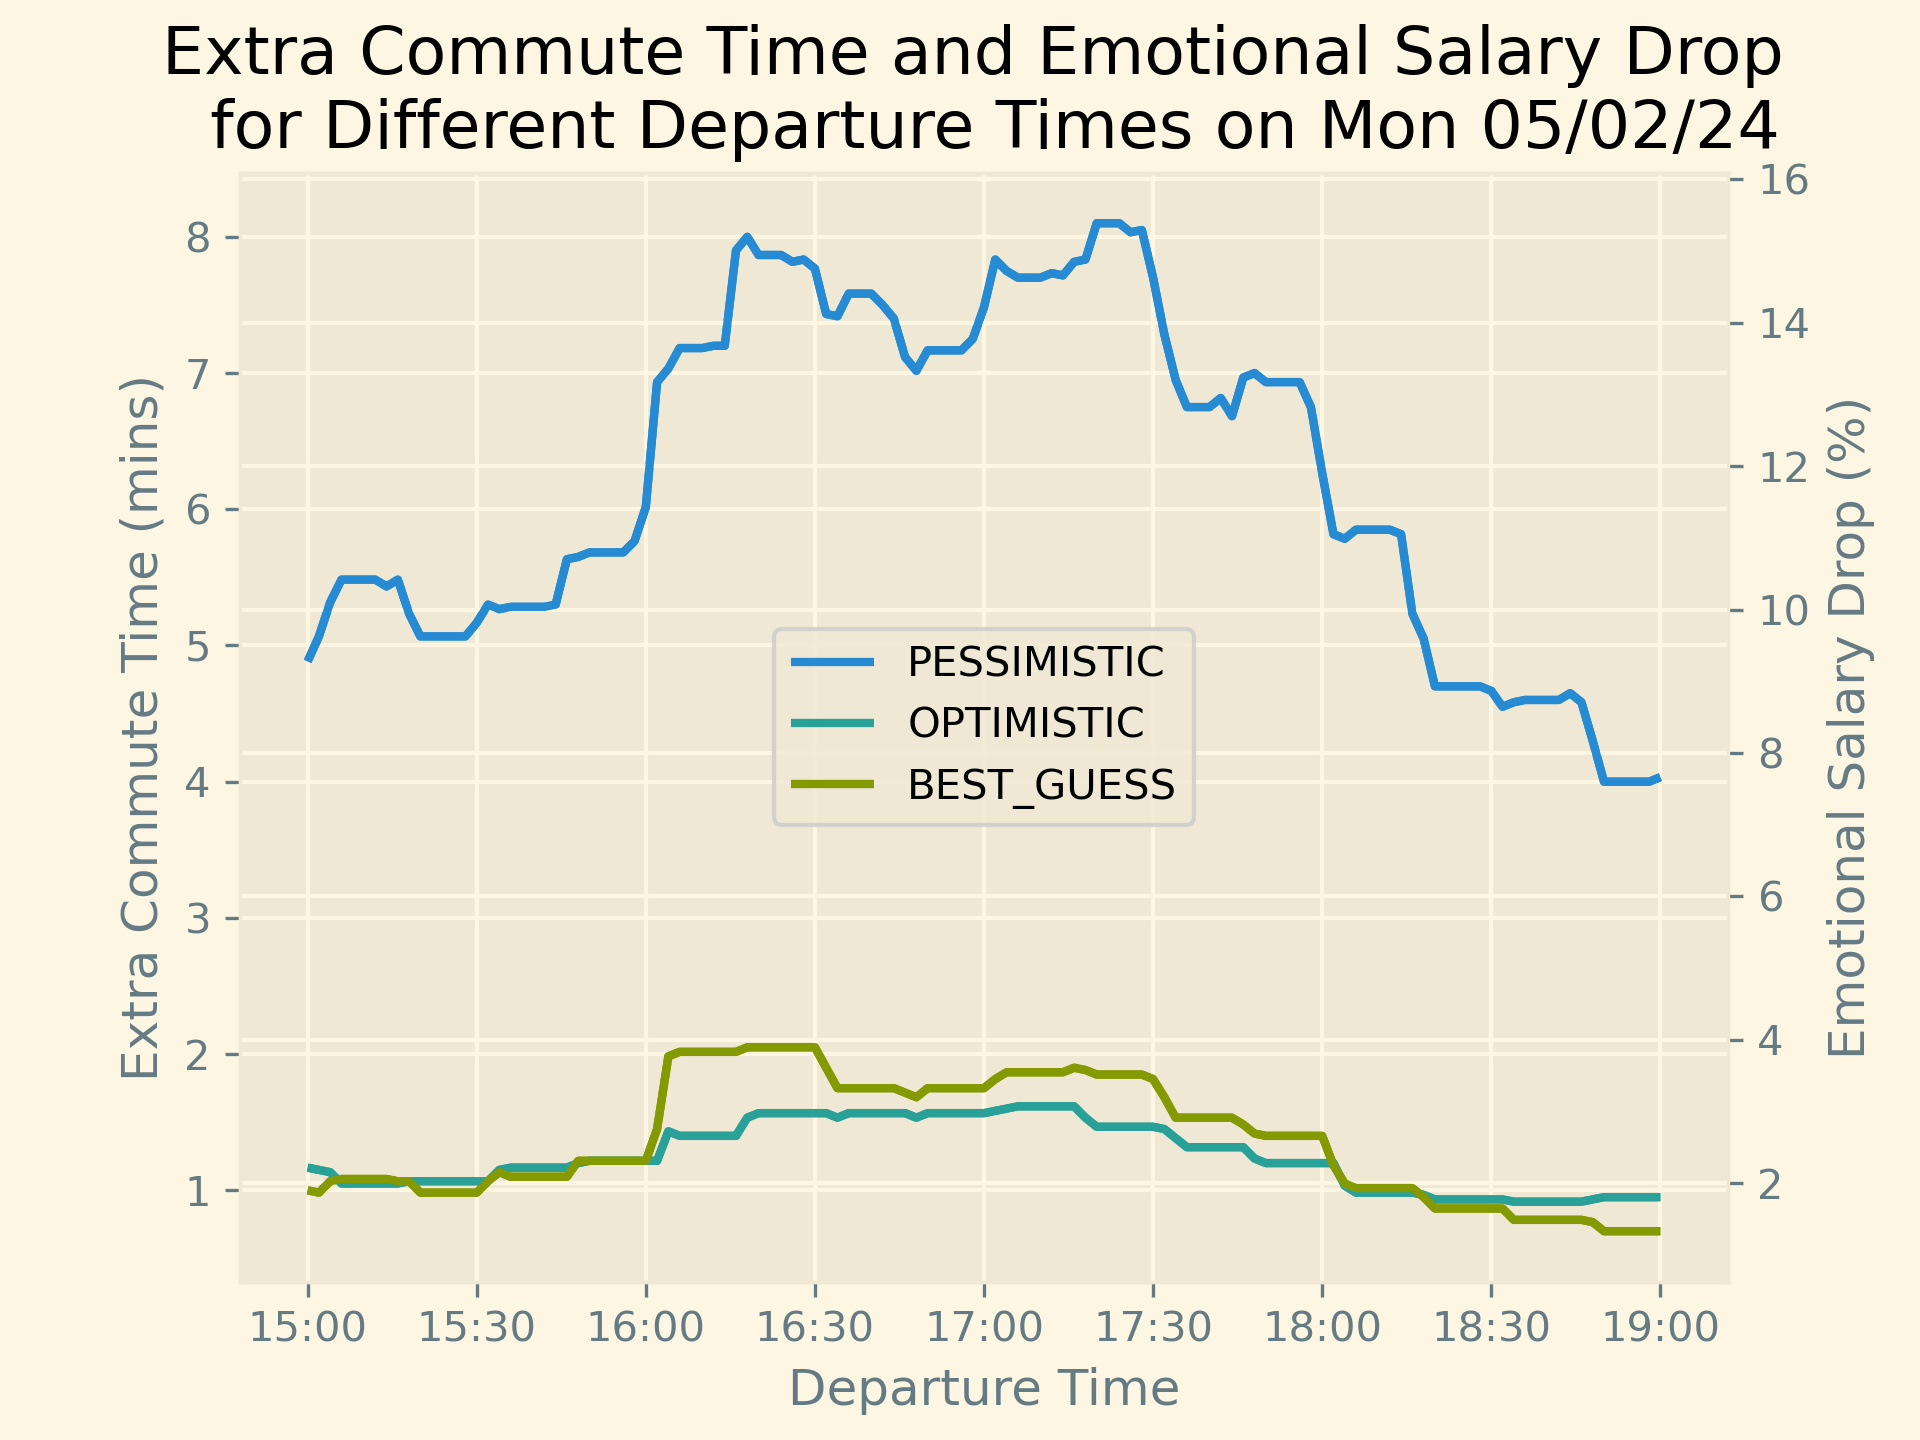 Extra Commute Time and Emotional Salary Drop
for Different Departure Times on Mon 05/02/24
Extra Commute Time (mins)
8
7
6
5
4
3
2
1
PESSIMISTIC
OPTIMISTIC
BEST_GUESS
16
14
12
10
8
6
4
2
Emotional Salary Drop (%)
15:00 15:30 16:00 16:30 17:00 17:30 18:00 18:30 19:00
Departure Time